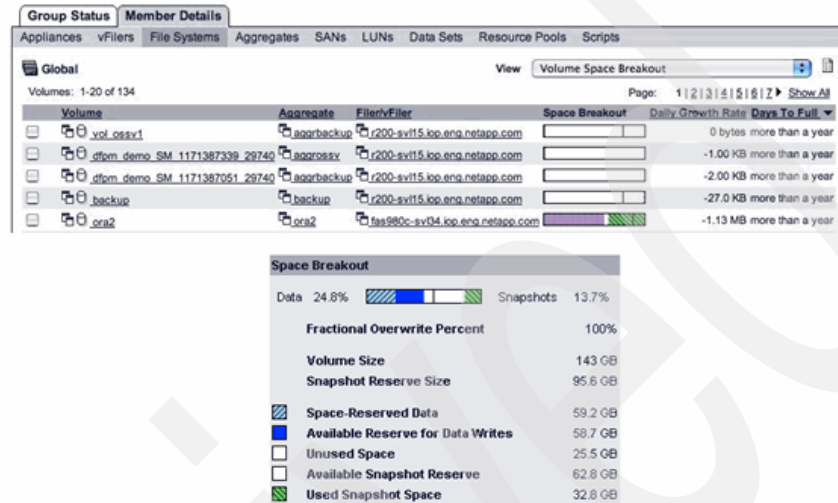 Group Status Member Details
Appliances vFilers File Systems Aggregates SANs LUNs Data Sets Resource Pools Scripts
Global View Volume Space Breakout
Volumes: 1-20 of 134 Page: 1|2|3|4|5|6|7 Show All
Volume Aggregate Filer/vFiler Space Breakout Daily Growth Rate Days To Full
vol_ossv1 aggrbackup r200-svl15.iop.eng.netapp.com 0 bytes more than a year
dfpm_demo_SM_1171387339_29740 aggrossv r200-svl15.iop.eng.netapp.com -1.00 KB more than a year
dfpm_demo_SM_1171387051_29740 aggrbackup r200-svl15.iop.eng.netapp.com -2.00 KB more than a year
backup backup r200-svl15.iop.eng.netapp.com -27.0 KB more than a year
ora2 ora2 fas980c-svl34.iop.eng.netapp.com -1.13 MB more than a year
Space Breakout
Data 24.8% Snapshots 13.7%
Fractional Overwrite Percent 100%
Volume Size 143 GB
Snapshot Reserve Size 95.6 GB
Space-Reserved Data 59.2 GB
Available Reserve for Data Writes 58.7 GB
Unused Space 25.5 GB
Available Snapshot Reserve 62.8 GB
Used Snapshot Space 32.8 GB